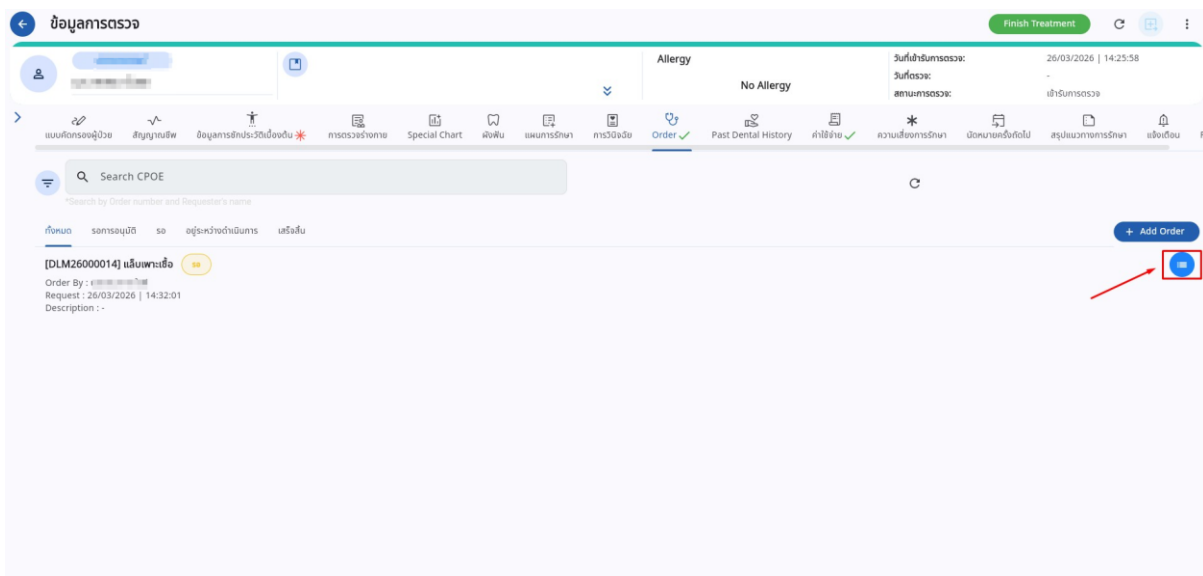 ข้อมูลการตรวจ
Finish Treatment
Allergy
No Allergy
วันที่เข้ารับการตรวจ: 26/03/2026 | 14:25:58
วันที่ตรวจ: -
สถานะการตรวจ: เข้ารับการตรวจ
แบบคัดกรองผู้ป่วย สัญญาณชีพ ข้อมูลการซักประวัติเบื้องต้น การตรวจร่างกาย Special Chart ผังฟัน แผนการรักษา การวินิจฉัย Order Past Dental History ค่าใช้จ่าย ความเสี่ยงการรักษา นัดหมายครั้งถัดไป สรุปแนวทางการรักษา แจ้งเตือน
Search CPOE
*Search by Order number and Requester's name
ทั้งหมด รอการอนุมัติ รอ อยู่ระหว่างดำเนินการ เสร็จสิ้น
+ Add Order
[DLM26000014] แล็บเพาะเชื้อ รอ
Order By :
Request : 26/03/2026 | 14:32:01
Description : -